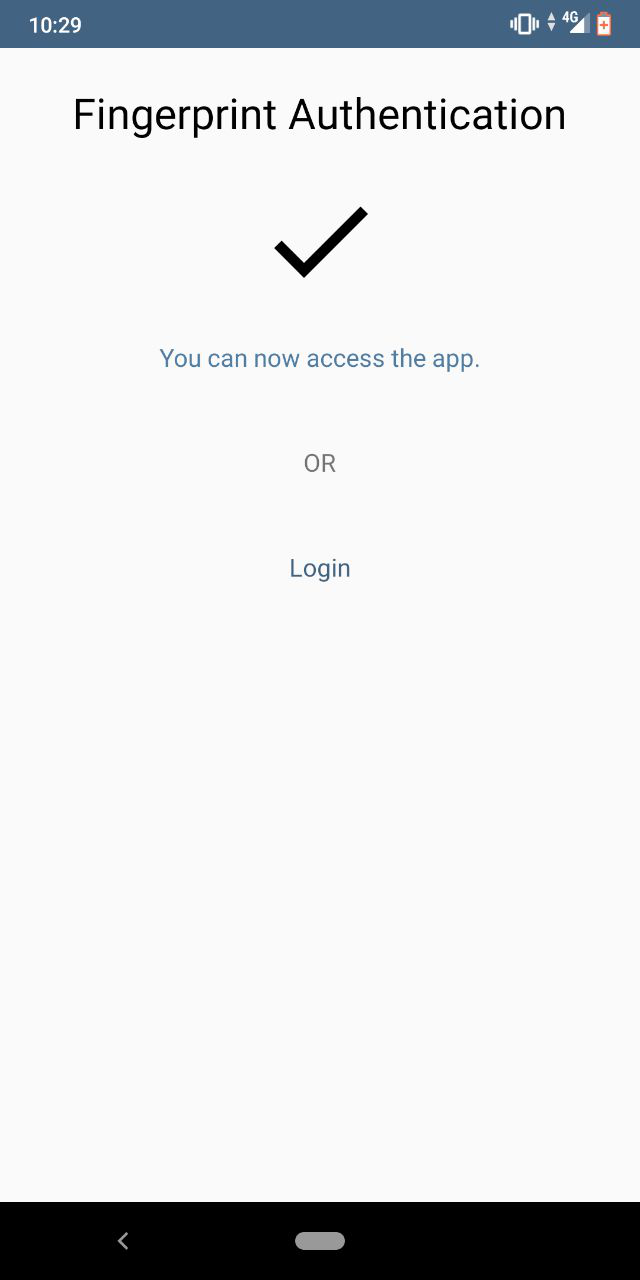 10:29
4G
Fingerprint Authentication
You can now access the app.
OR
Login